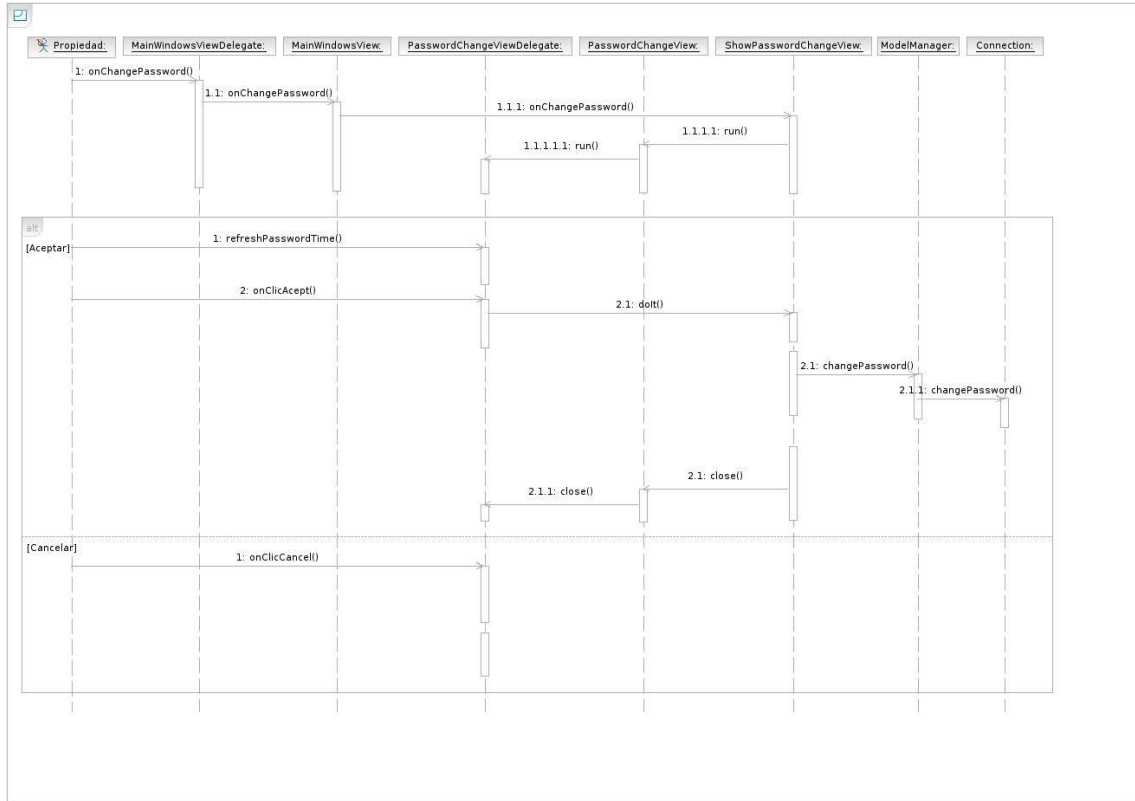 Propiedad: MainWindowsViewDelegate: MainWindowsView: PasswordChangeViewDelegate: PasswordChangeView: ShowPasswordChangeView: ModelManager: Connection:
1: onChangePassword()
1.1: onChangePassword()
1.1.1: onChangePassword()
1.1.1.1: run()
1.1.1.1.1: run()
alt
1: refreshPasswordTime()
[Aceptar]
2: onClicAcept()
2.1: doIt()
2.1: changePassword()
2.1.1: changePassword()
2.1: close()
2.1.1: close()
[Cancelar]
1: onClicCancel()